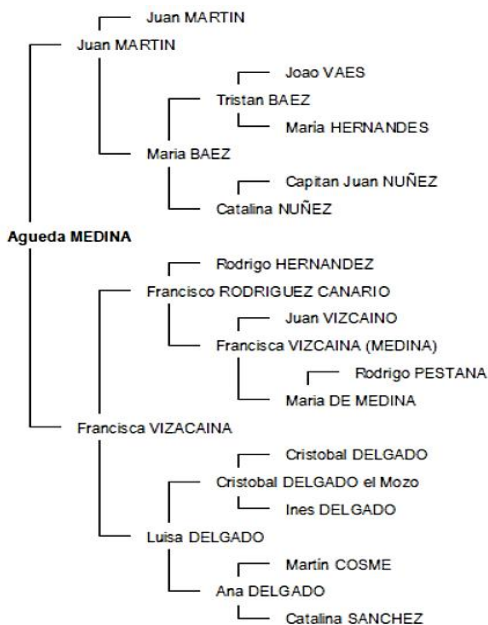 Juan MARTIN
Juan MARTIN
Joao VAES
Tristan BAEZ
Maria HERNANDES
Maria BAEZ
Capitan Juan NUÑEZ
Catalina NUÑEZ
Agueda MEDINA
Rodrigo HERNANDEZ
Francisco RODRIGUEZ CANARIO
Juan VIZCAINO
Francisca VIZCAINA (MEDINA)
Rodrigo PESTANA
Maria DE MEDINA
Francisca VIZACAINA
Cristobal DELGADO
Cristobal DELGADO el Mozo
Ines DELGADO
Luisa DELGADO
Martin COSME
Ana DELGADO
Catalina SANCHEZ